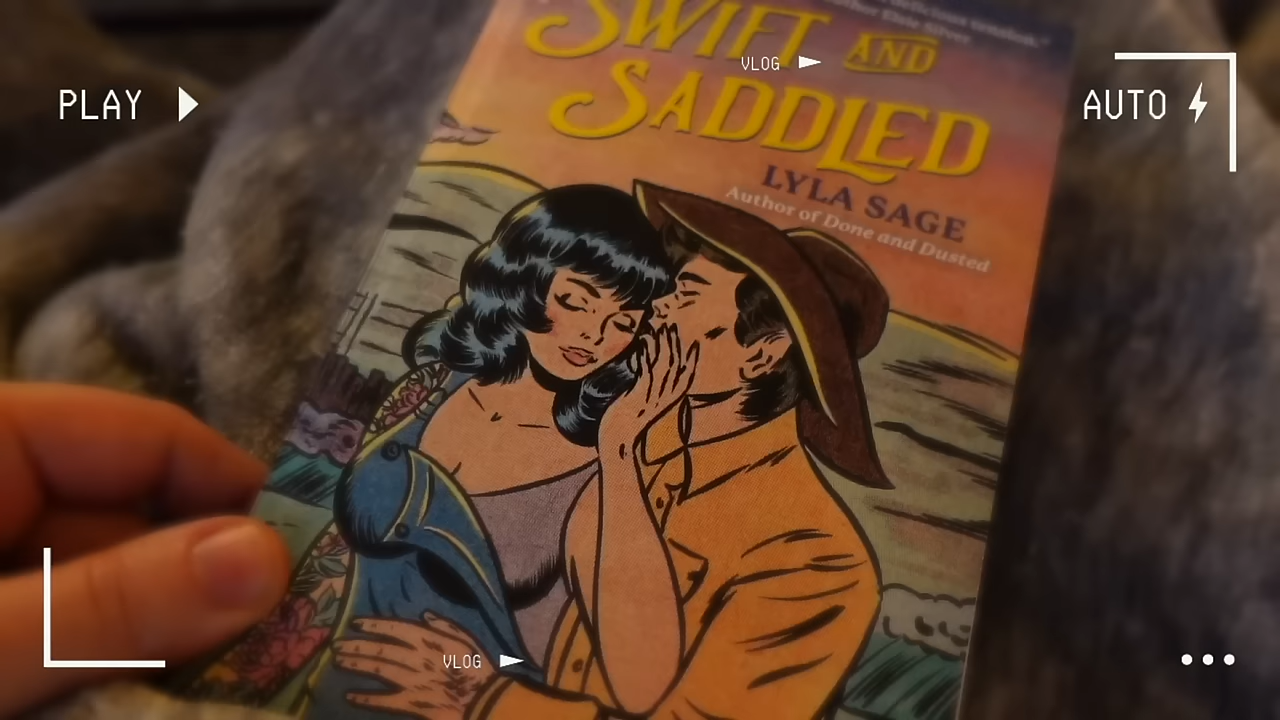 SWIFT AND
SADDLED
LYLA SAGE
Author of Done and Dusted
PLAY
VLOG
AUTO
VLOG